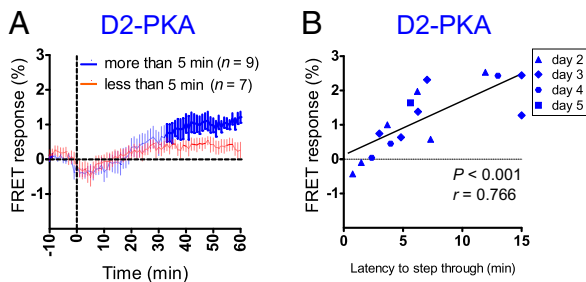 A
D2-PKA
FRET response (%)
3
2
1
0
-1
more than 5 min (n = 9)
less than 5 min (n = 7)
-10
0
10
20
30
40
50
60
Time (min)
B
D2-PKA
FRET response (%)
3
2
1
0
-1
day 2
day 3
day 4
day 5
P < 0.001
r = 0.766
0
5
10
15
Latency to step through (min)